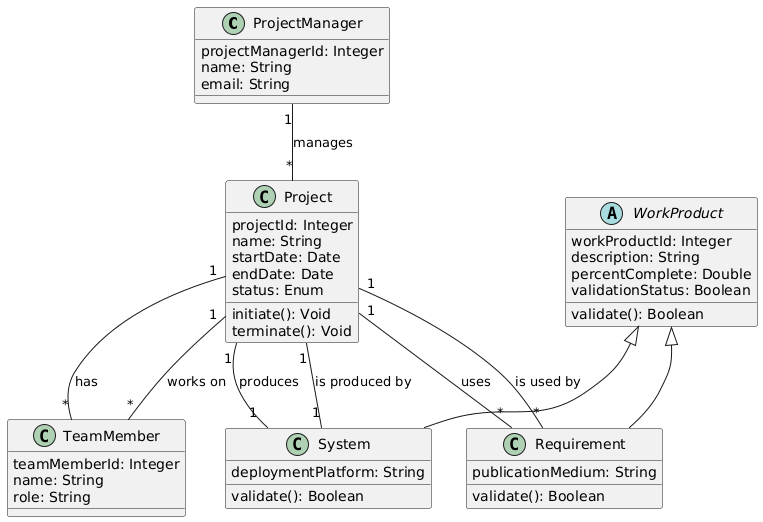 C ProjectManager
projectManagerId: Integer
name: String
email: String
1
manages
*
C Project
projectId: Integer
name: String
startDate: Date
endDate: Date
status: Enum
initiate(): Void
terminate(): Void
A WorkProduct
workProductId: Integer
description: String
percentComplete: Double
validationStatus: Boolean
validate(): Boolean
1
1
1
1
1
1
has
works on
produces
is produced by
uses
is used by
*
*
1
1
*
*
C TeamMember
teamMemberId: Integer
name: String
role: String
C System
deploymentPlatform: String
validate(): Boolean
C Requirement
publicationMedium: String
validate(): Boolean